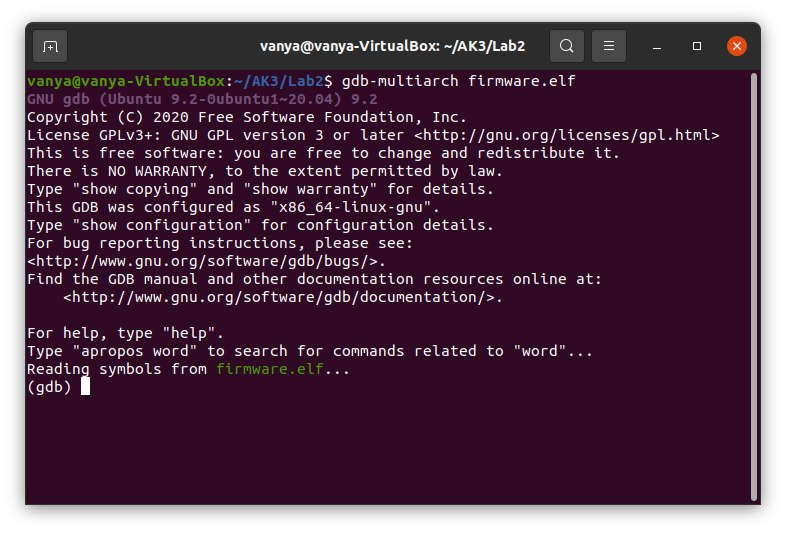 vanya@vanya-VirtualBox: ~/AK3/Lab2
vanya@vanya-VirtualBox:~/AK3/Lab2$ gdb-multiarch firmware.elf
GNU gdb (Ubuntu 9.2-0ubuntu1~20.04) 9.2
Copyright (C) 2020 Free Software Foundation, Inc.
License GPLv3+: GNU GPL version 3 or later <http://gnu.org/licenses/gpl.html>
This is free software: you are free to change and redistribute it.
There is NO WARRANTY, to the extent permitted by law.
Type "show copying" and "show warranty" for details.
This GDB was configured as "x86_64-linux-gnu".
Type "show configuration" for configuration details.
For bug reporting instructions, please see:
<http://www.gnu.org/software/gdb/bugs/>.
Find the GDB manual and other documentation resources online at:
    <http://www.gnu.org/software/gdb/documentation/>.

For help, type "help".
Type "apropos word" to search for commands related to "word"...
Reading symbols from firmware.elf...
(gdb)